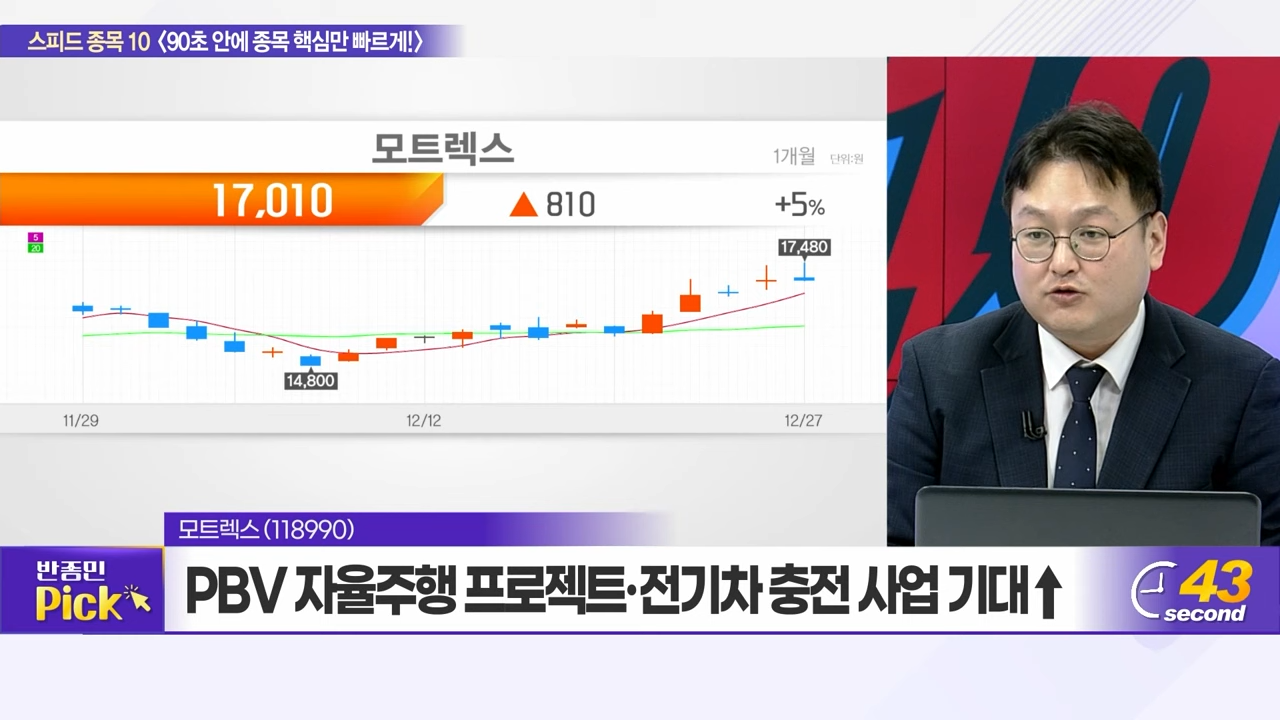 스피드 종목 10 〈90초 안에 종목 핵심만 빠르게!〉
모트렉스
1개월 단위:원
17,010 ▲ 810 +5%
5
20
17,480
14,800
11/29 12/12 12/27
모트렉스 (118990)
반종민
Pick
PBV 자율주행 프로젝트·전기차 충전 사업 기대↑
43
second
10